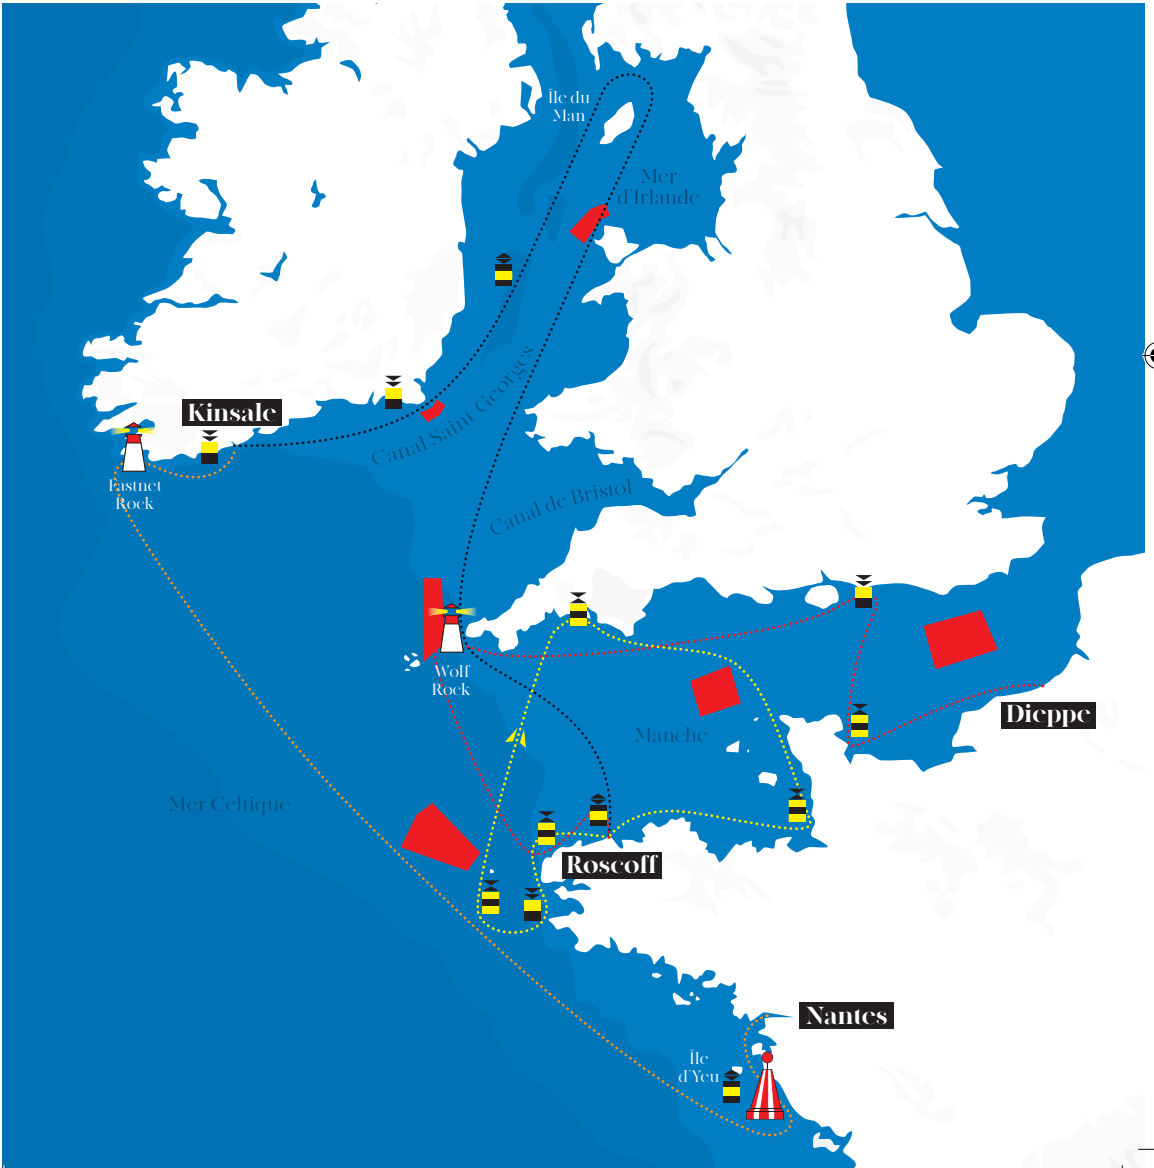 Île du
Man
Mer
d'Irlande
Canal Saint Georges
Kinsale
Fastnet
Rock
Canal de Bristol
Wolf
Rock
Manche
Dieppe
Mer Celtique
Roscoff
Nantes
Île
d'Yeu